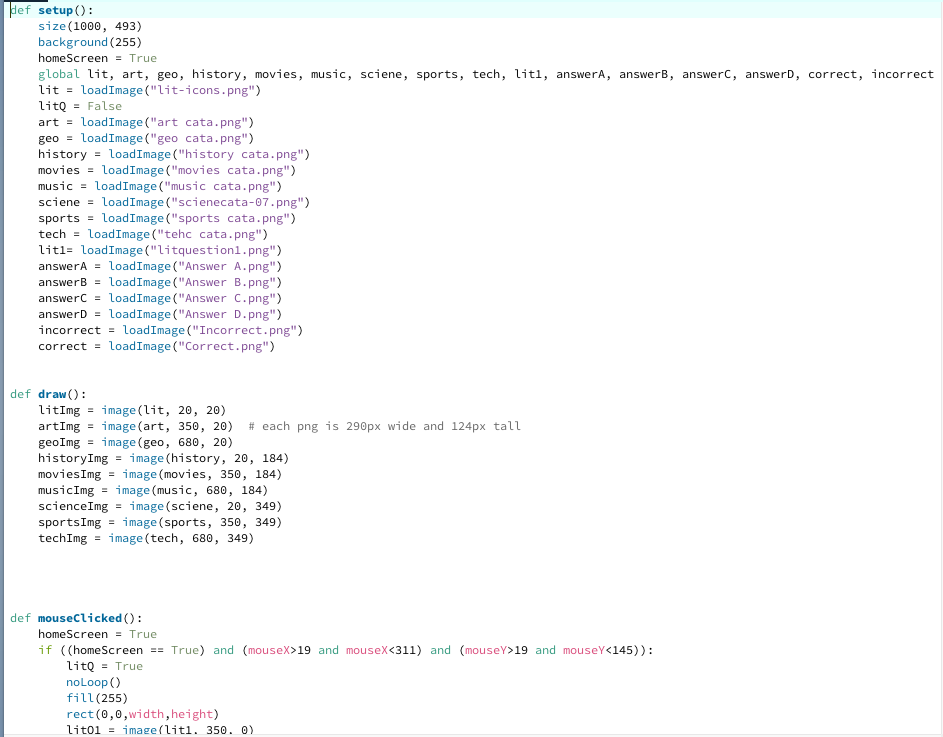 def setup():
    size(1000, 493)
    background(255)
    homeScreen = True
    global lit, art, geo, history, movies, music, sciene, sports, tech, lit1, answerA, answerB, answerC, answerD, correct, incorrect
    lit = loadImage("lit-icons.png")
    litQ = False
    art = loadImage("art cata.png")
    geo = loadImage("geo cata.png")
    history = loadImage("history cata.png")
    movies = loadImage("movies cata.png")
    music = loadImage("music cata.png")
    sciene = loadImage("scienecata-07.png")
    sports = loadImage("sports cata.png")
    tech = loadImage("tehc cata.png")
    lit1= loadImage("litquestion1.png")
    answerA = loadImage("Answer A.png")
    answerB = loadImage("Answer B.png")
    answerC = loadImage("Answer C.png")
    answerD = loadImage("Answer D.png")
    incorrect = loadImage("Incorrect.png")
    correct = loadImage("Correct.png")
def draw():
    litImg = image(lit, 20, 20)
    artImg = image(art, 350, 20)  # each png is 290px wide and 124px tall
    geoImg = image(geo, 680, 20)
    historyImg = image(history, 20, 184)
    moviesImg = image(movies, 350, 184)
    musicImg = image(music, 680, 184)
    scienceImg = image(sciene, 20, 349)
    sportsImg = image(sports, 350, 349)
    techImg = image(tech, 680, 349)
def mouseClicked():
    homeScreen = True
    if ((homeScreen == True) and (mouseX>19 and mouseX<311) and (mouseY>19 and mouseY<145)):
        litQ = True
        noLoop()
        fill(255)
        rect(0,0,width,height)
        litQ1 = image(lit1, 350, 0)